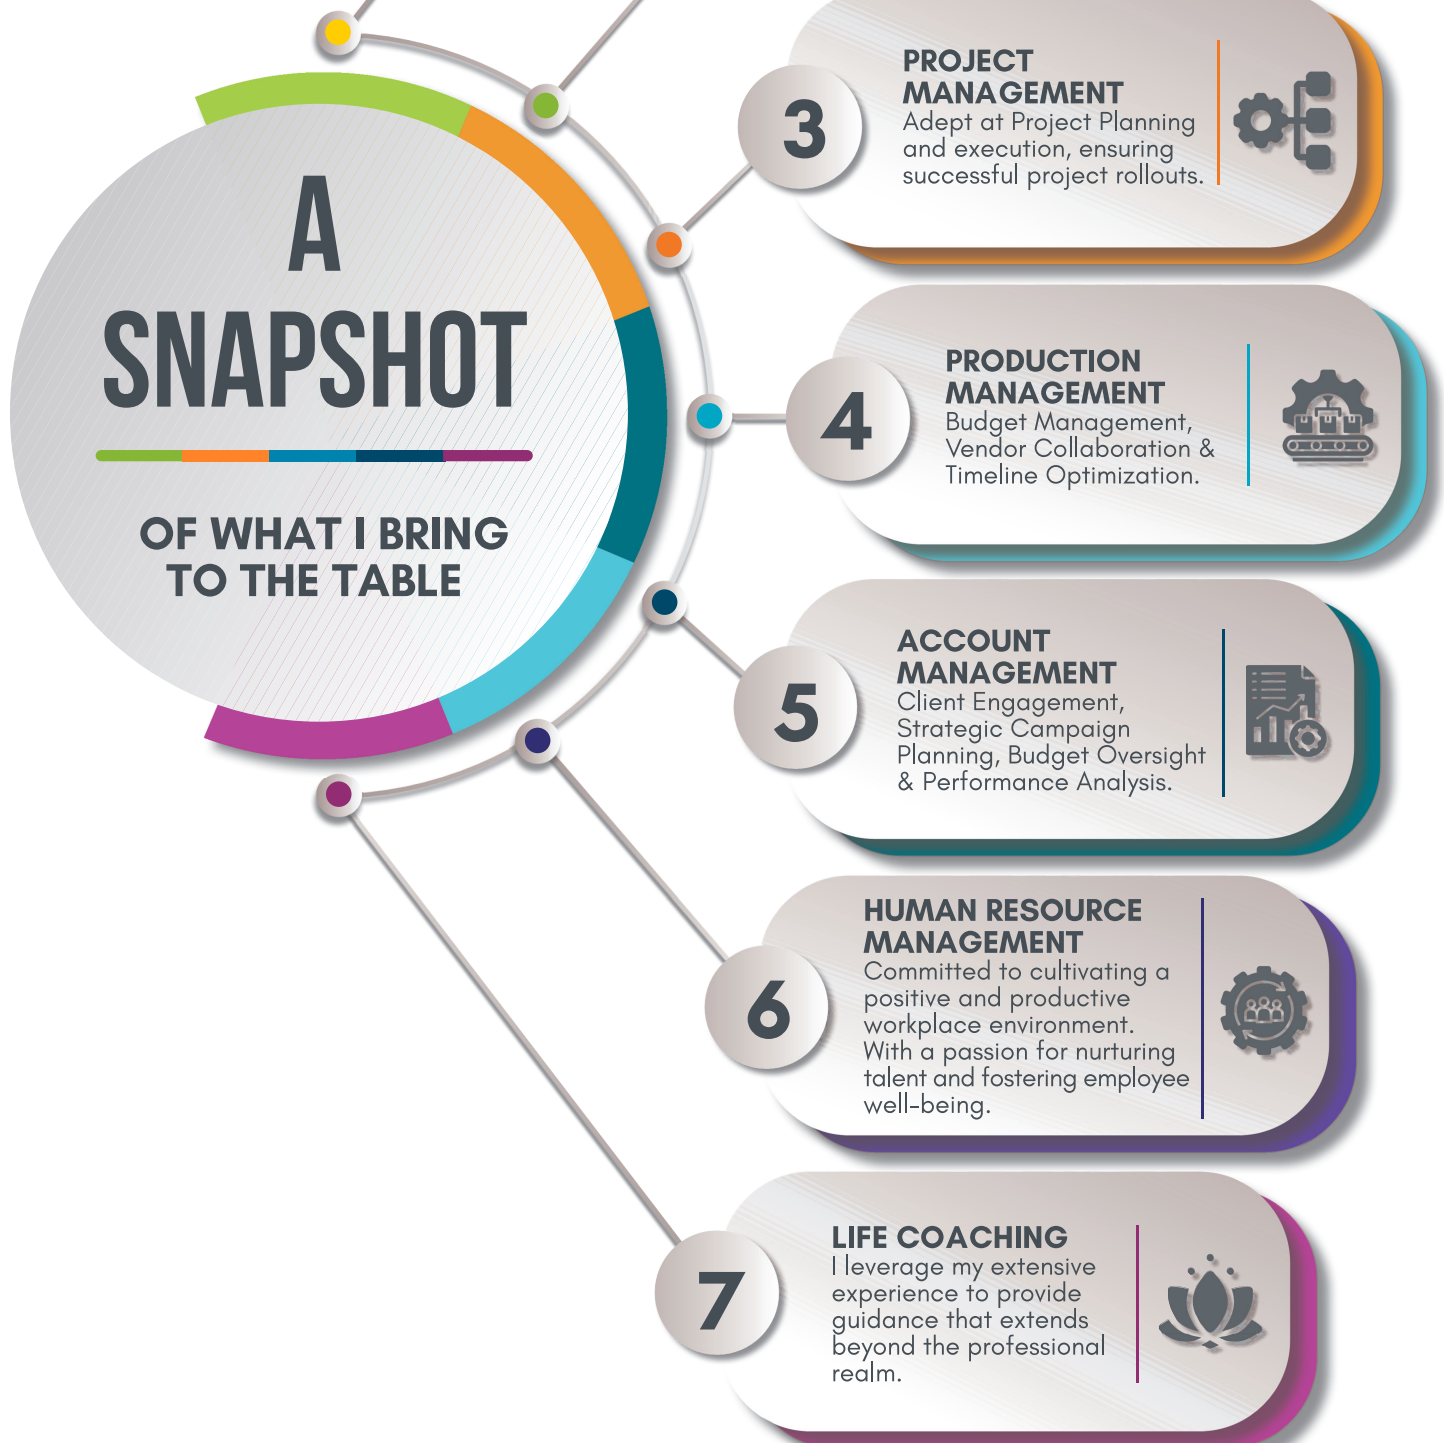 A
SNAPSHOT
OF WHAT I BRING
TO THE TABLE
3
PROJECT
MANAGEMENT
Adept at Project Planning
and execution, ensuring
successful project rollouts.
4
PRODUCTION
MANAGEMENT
Budget Management,
Vendor Collaboration &
Timeline Optimization.
5
ACCOUNT
MANAGEMENT
Client Engagement,
Strategic Campaign
Planning, Budget Oversight
& Performance Analysis.
6
HUMAN RESOURCE
MANAGEMENT
Committed to cultivating a
positive and productive
workplace environment.
With a passion for nurturing
talent and fostering employee
well-being.
7
LIFE COACHING
I leverage my extensive
experience to provide
guidance that extends
beyond the professional
realm.